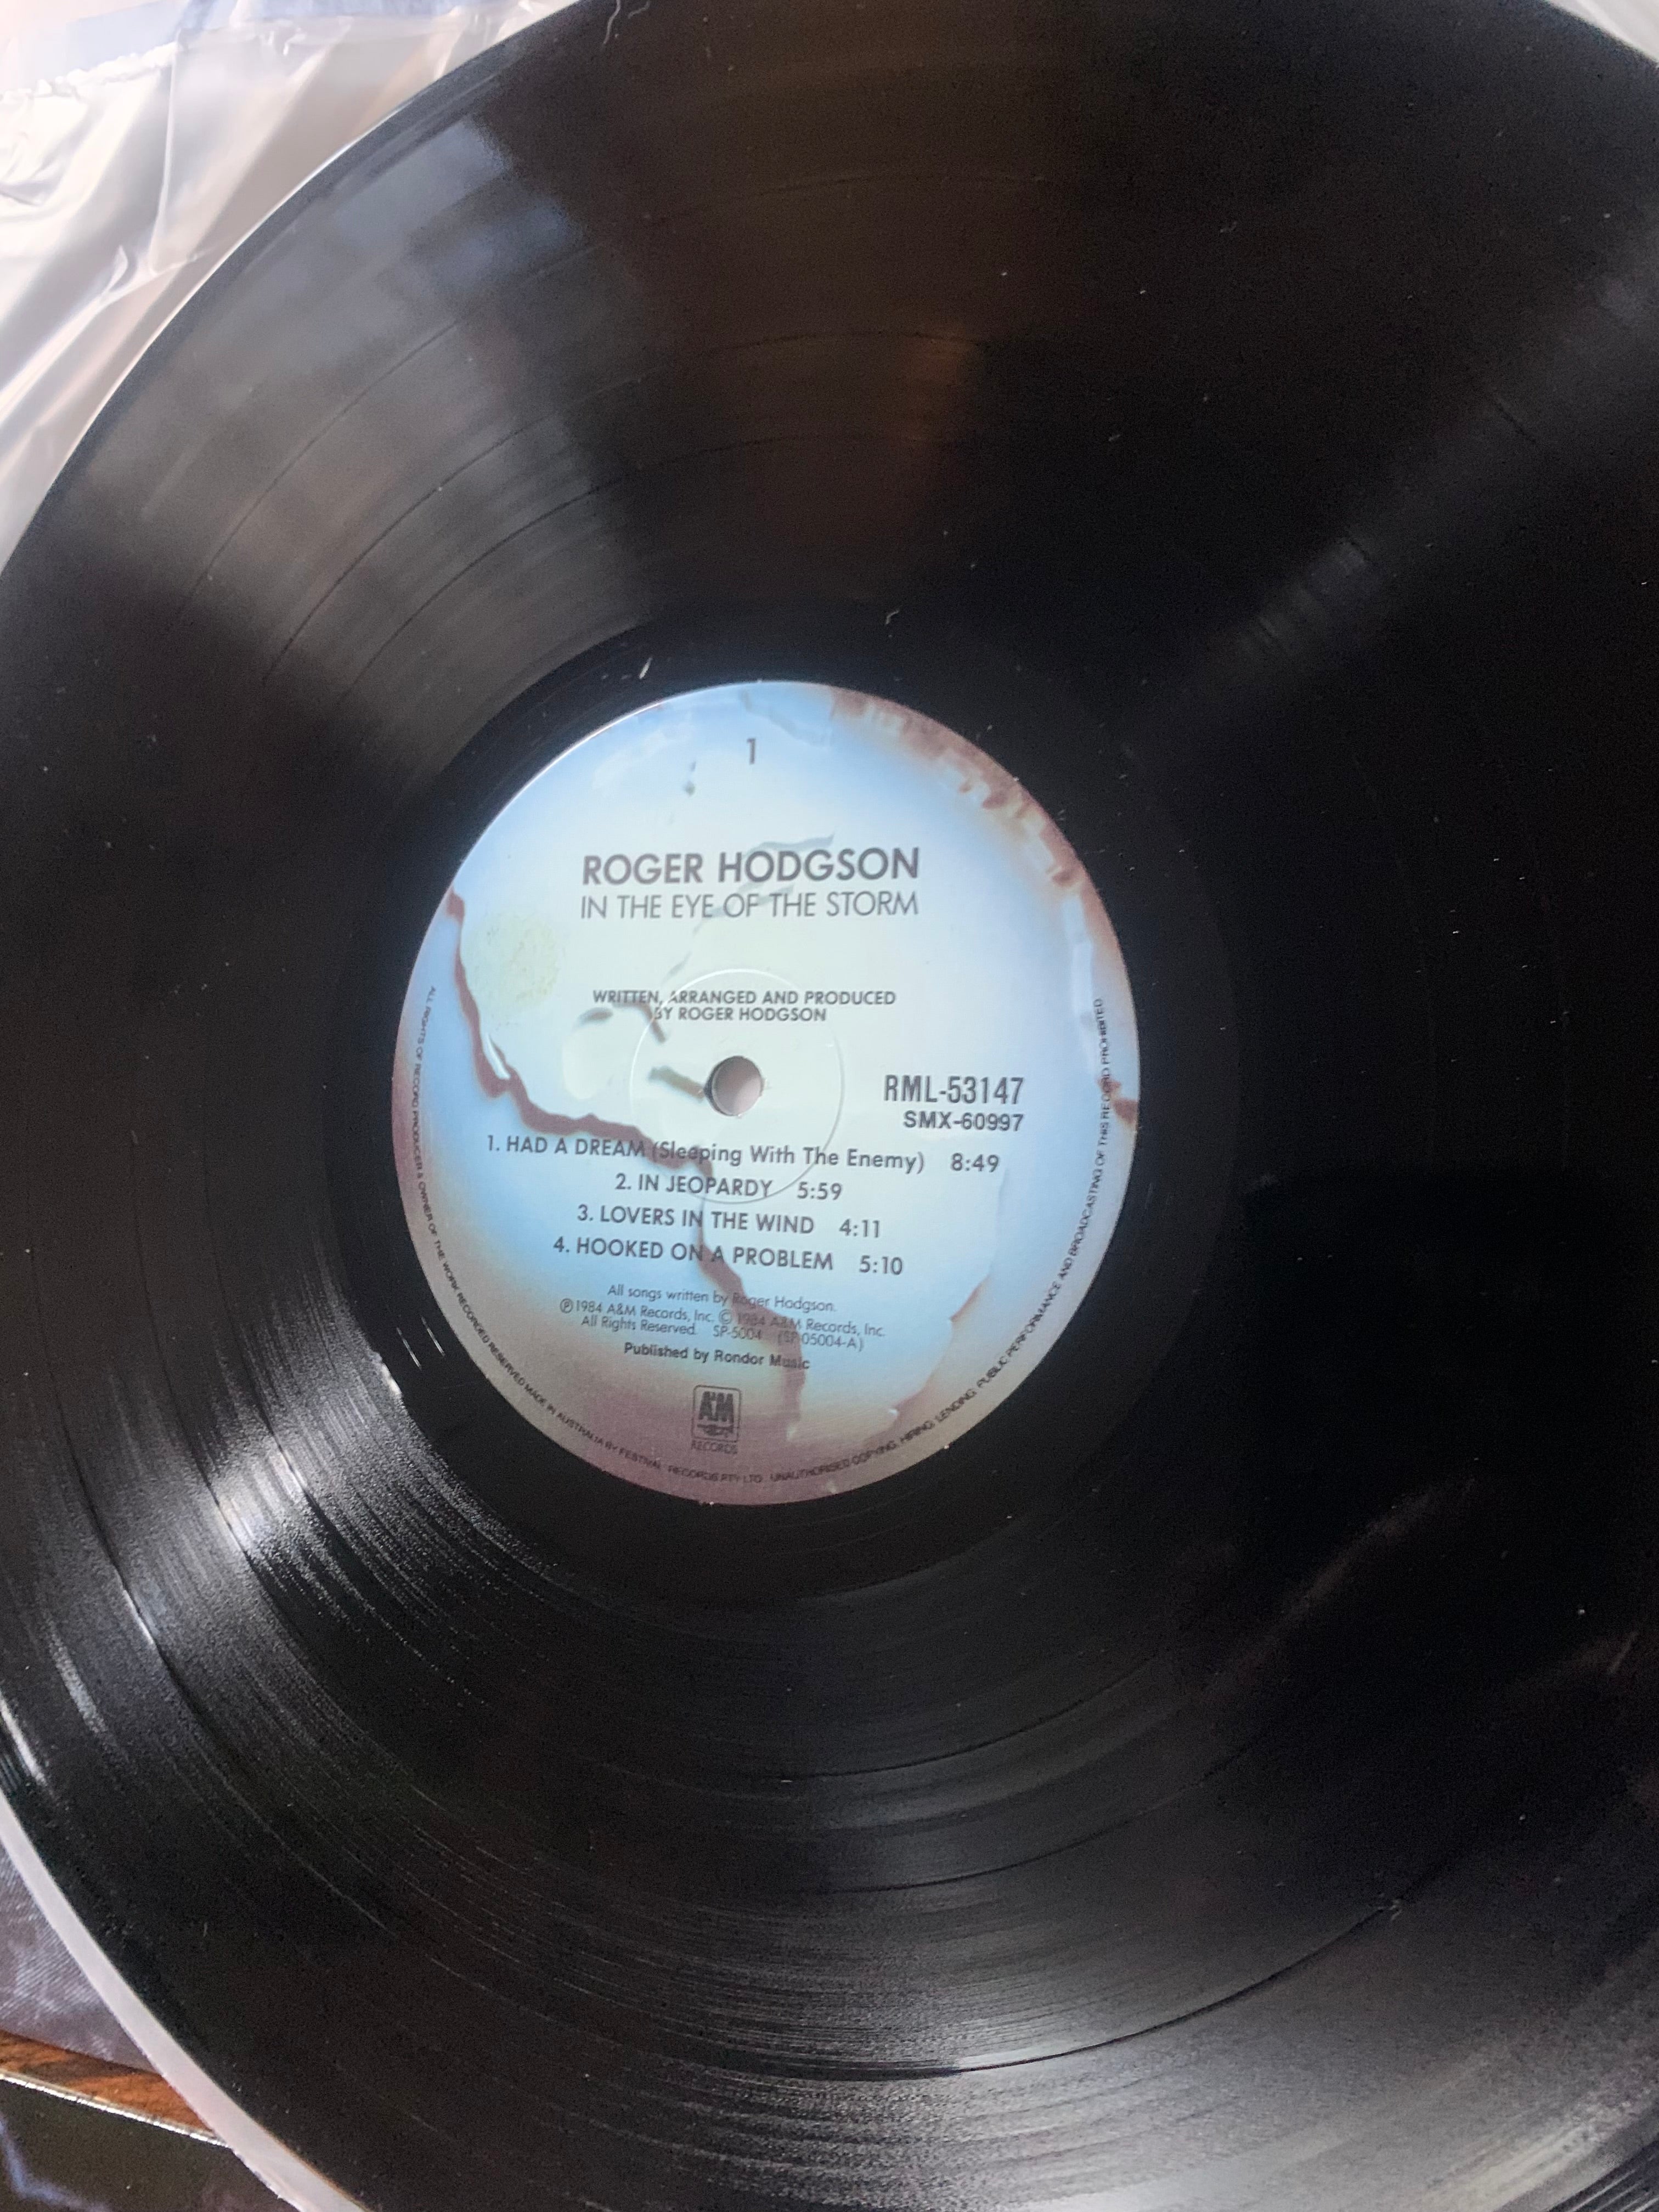 1
ROGER HODGSON
IN THE EYE OF THE STORM
WRITTEN, ARRANGED AND PRODUCED
BY ROGER HODGSON
RML-53147
SMX-60997
1. HAD A DREAM (Sleeping With The Enemy) 8:49
2. IN JEOPARDY 5:59
3. LOVERS IN THE WIND 4:11
4. HOOKED ON A PROBLEM 5:10
All songs written by Roger Hodgson.
℗1984 A&M Records, Inc. © 1984 A&M Records, Inc.
All Rights Reserved. SP-5004 (SP 05004-A)
Published by Rondor Music
A&M
RECORDS
ALL RIGHTS OF RECORD PRODUCER & OWNER OF THE WORK RECORDED RESERVED MADE IN AUSTRALIA BY FESTIVAL RECORDS PTY LTD. UNAUTHORISED COPYING, HIRING, LENDING, PUBLIC PERFORMANCE AND BROADCASTING OF THIS RECORD PROHIBITED